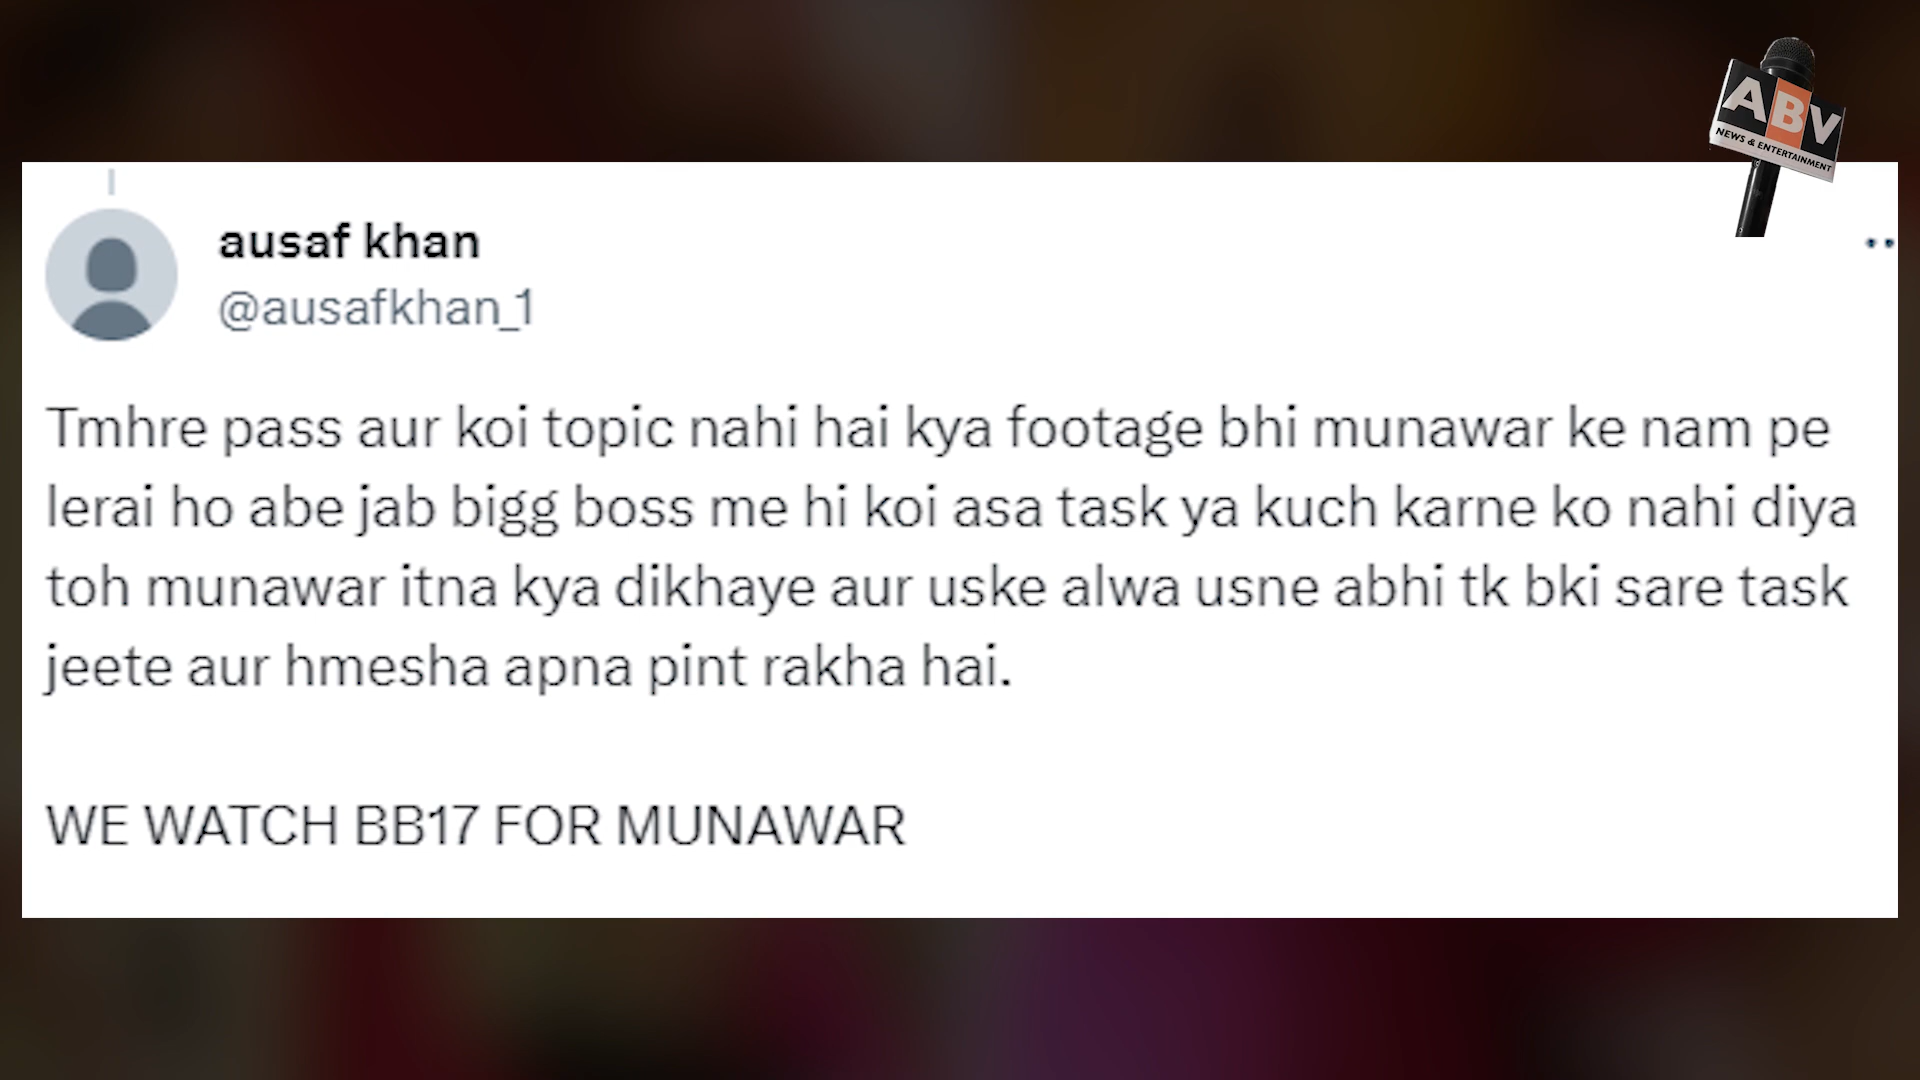 ABV
NEWS & ENTERTAINMENT
ausaf khan
@ausafkhan_1
Tmhre pass aur koi topic nahi hai kya footage bhi munawar ke nam pe
lerai ho abe jab bigg boss me hi koi asa task ya kuch karne ko nahi diya
toh munawar itna kya dikhaye aur uske alwa usne abhi tk bki sare task
jeete aur hmesha apna pint rakha hai.
WE WATCH BB17 FOR MUNAWAR